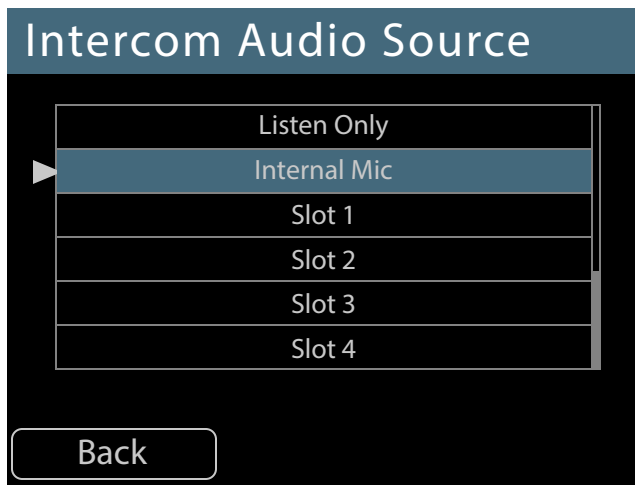 Intercom Audio Source
Listen Only
Internal Mic
Slot 1
Slot 2
Slot 3
Slot 4
Back